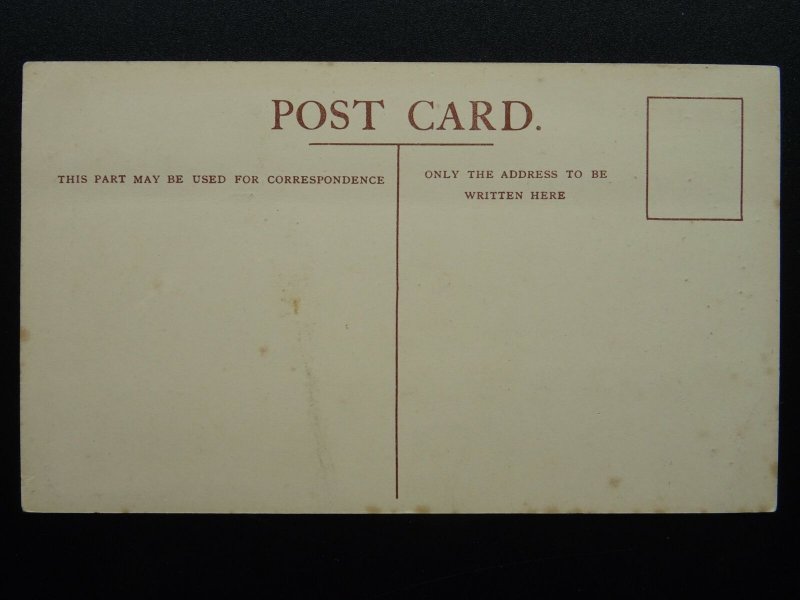 POST CARD.
THIS PART MAY BE USED FOR CORRESPONDENCE
ONLY THE ADDRESS TO BE
WRITTEN HERE